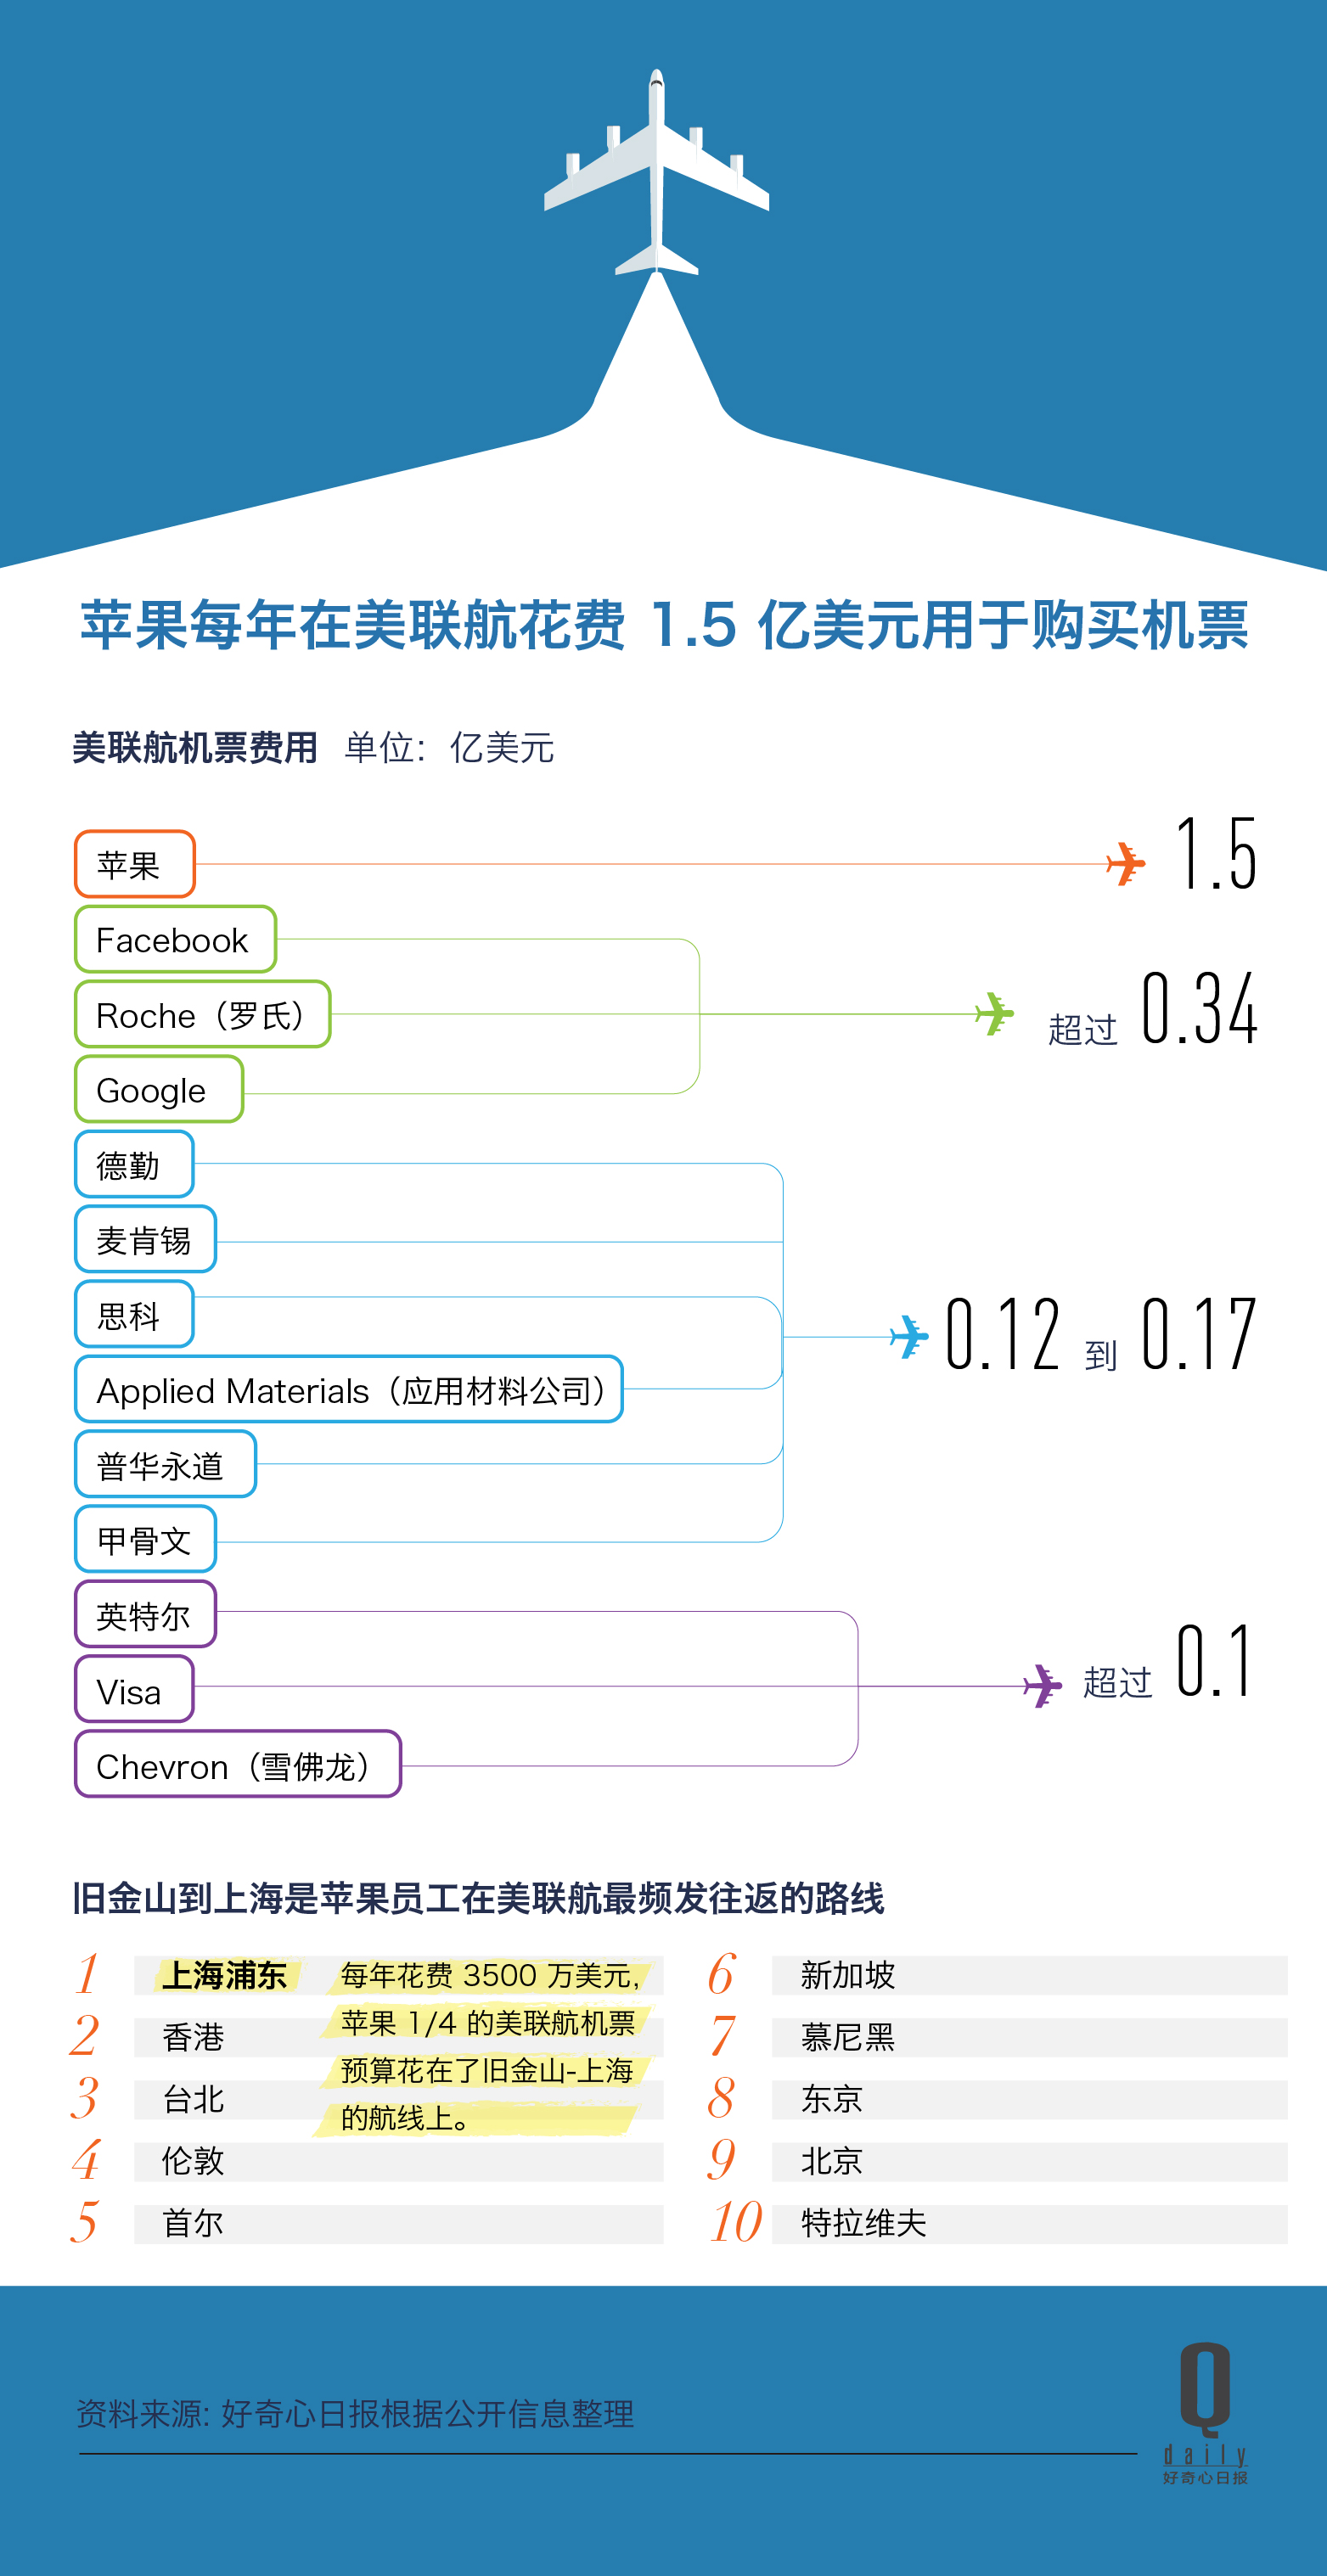 苹果每年在美联航花费 1.5 亿美元用于购买机票
美联航机票费用 单位：亿美元
苹果
1.5
Facebook
Roche（罗氏）
超过 0.34
Google
德勤
麦肯锡
思科
0.12 到 0.17
Applied Materials（应用材料公司）
普华永道
甲骨文
英特尔
Visa
超过 0.1
Chevron（雪佛龙）
旧金山到上海是苹果员工在美联航最频发往返的路线
1 上海浦东
每年花费 3500 万美元，
苹果 1/4 的美联航机票
预算花在了旧金山-上海
的航线上。
2 香港
3 台北
4 伦敦
5 首尔
6 新加坡
7 慕尼黑
8 东京
9 北京
10 特拉维夫
资料来源: 好奇心日报根据公开信息整理
Q
daily
好奇心日报